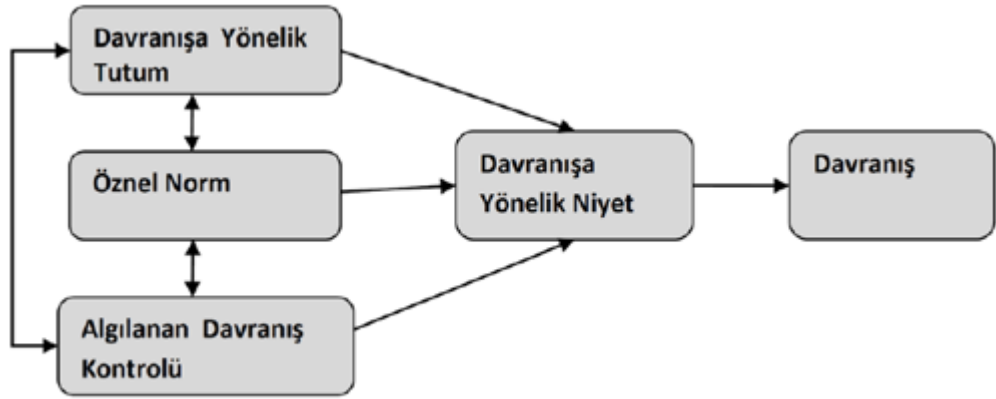 Davranışa Yönelik
Tutum
Öznel Norm
Davranışa
Yönelik Niyet
Davranış
Algılanan Davranış
Kontrolü